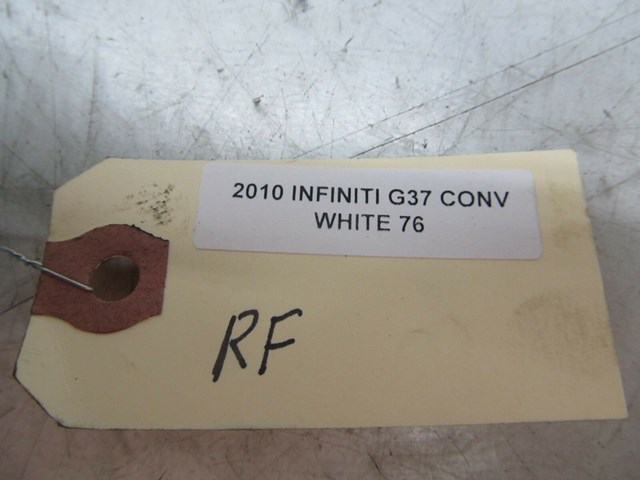 2010 INFINITI G37 CONV
WHITE 76
RF